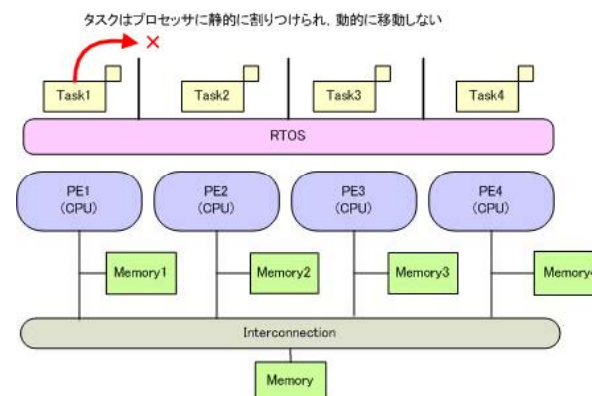 タスクはプロセッサに静的に割りつけられ，動的に移動しない
Task1
Task2
Task3
Task4
RTOS
PE1
(CPU)
PE2
(CPU)
PE3
(CPU)
PE4
(CPU)
Memory1
Memory2
Memory3
Memory4
Interconnection
Memory